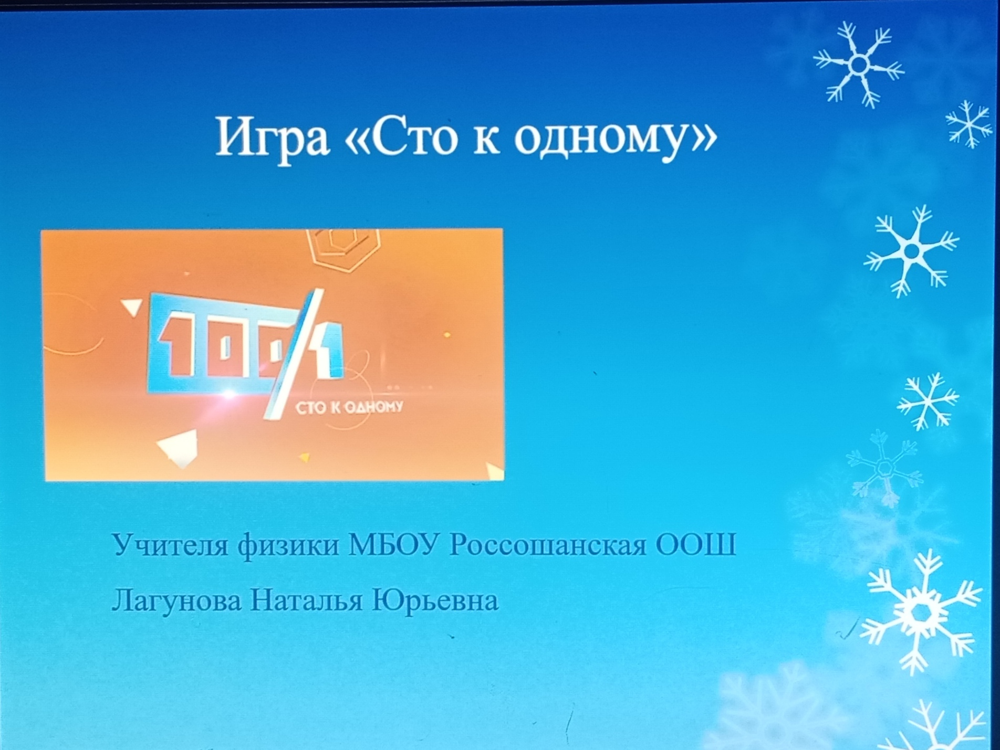 Игра «Сто к одному»
100/1
СТО К ОДНОМУ
Учителя физики МБОУ Россошанская ООШ
Лагунова Наталья Юрьевна